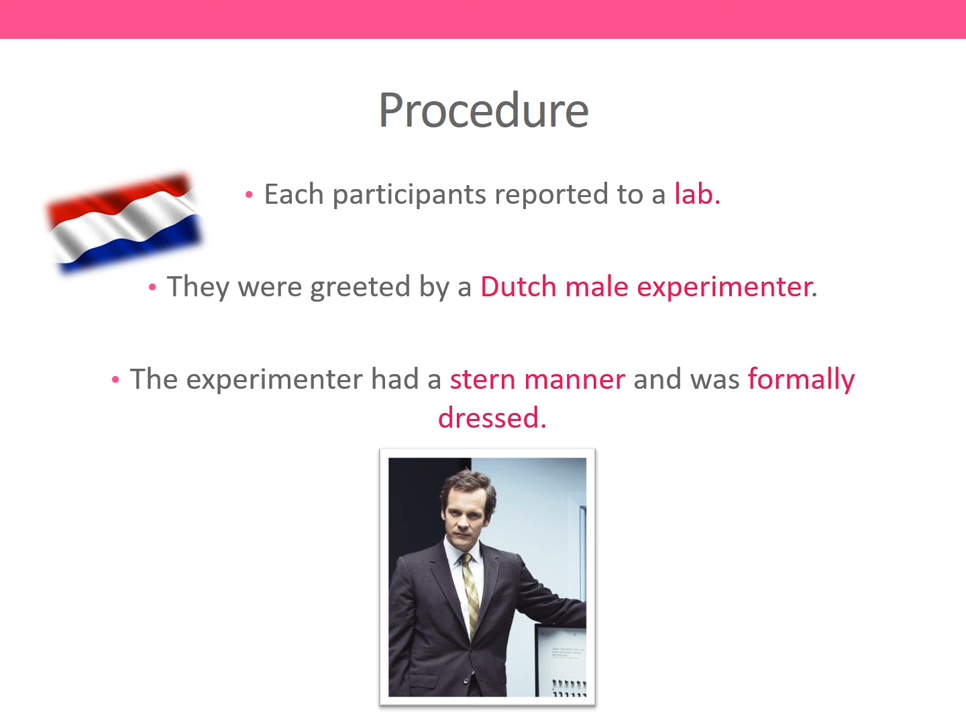 Procedure
• Each participants reported to a lab.
• They were greeted by a Dutch male experimenter.
• The experimenter had a stern manner and was formally
dressed.